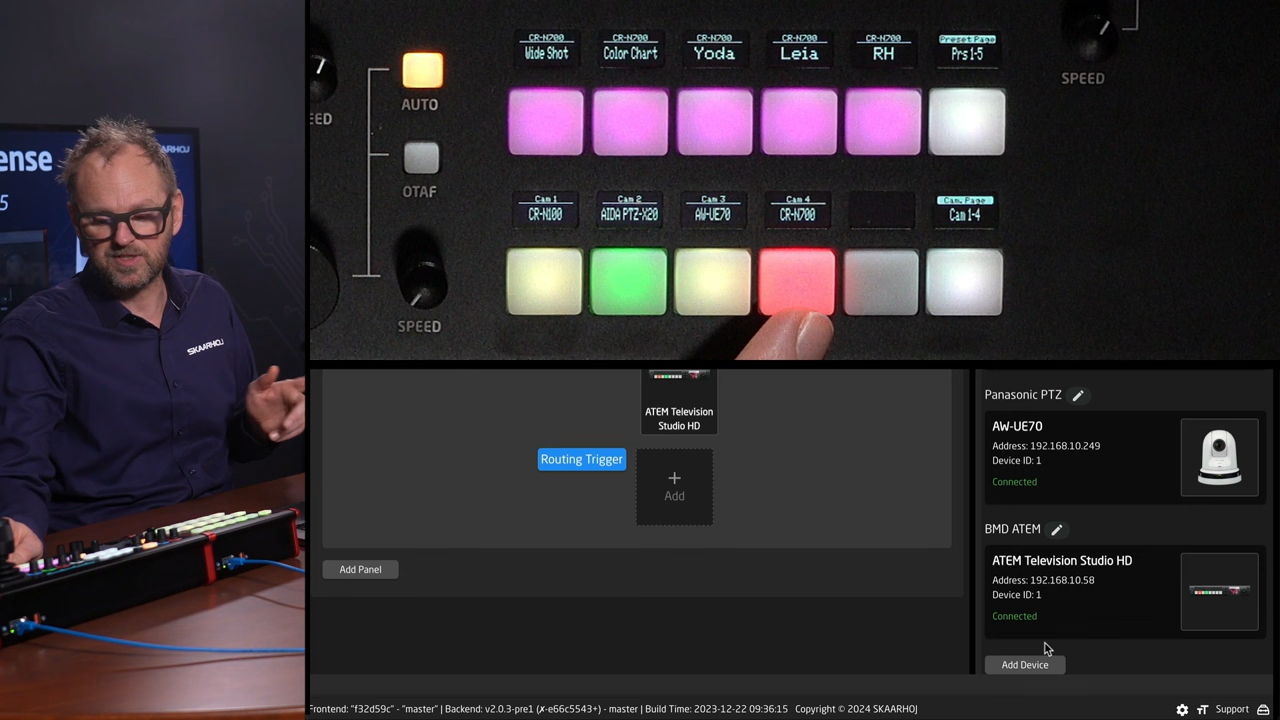 ense
5
SKAARHOJ
SKAARHOJ
EED
AUTO
OTAF
SPEED
SPEED
CR-N700
Wide Shot
CR-N700
Color Chart
CR-N700
Yoda
CR-N700
Leia
CR-N700
RH
Preset Page
Prs 1-5
Cam 1
CR-N100
Cam 2
AIDA PTZ-X20
Cam 3
AW-UE70
Cam 4
CR-N700
Cam. Page
Cam 1-4
ATEM Television
Studio HD
Routing Trigger
+
Add
Add Panel
Panasonic PTZ
AW-UE70
Address: 192.168.10.249
Device ID: 1
Connected
BMD ATEM
ATEM Television Studio HD
Address: 192.168.10.58
Device ID: 1
Connected
Add Device
Frontend: "f32d59c" - "master" | Backend: v2.0.3-pre1 (✗-e66c5543+) - master | Build Time: 2023-12-22 09:36:15 Copyright © 2024 SKAARHOJ
Support